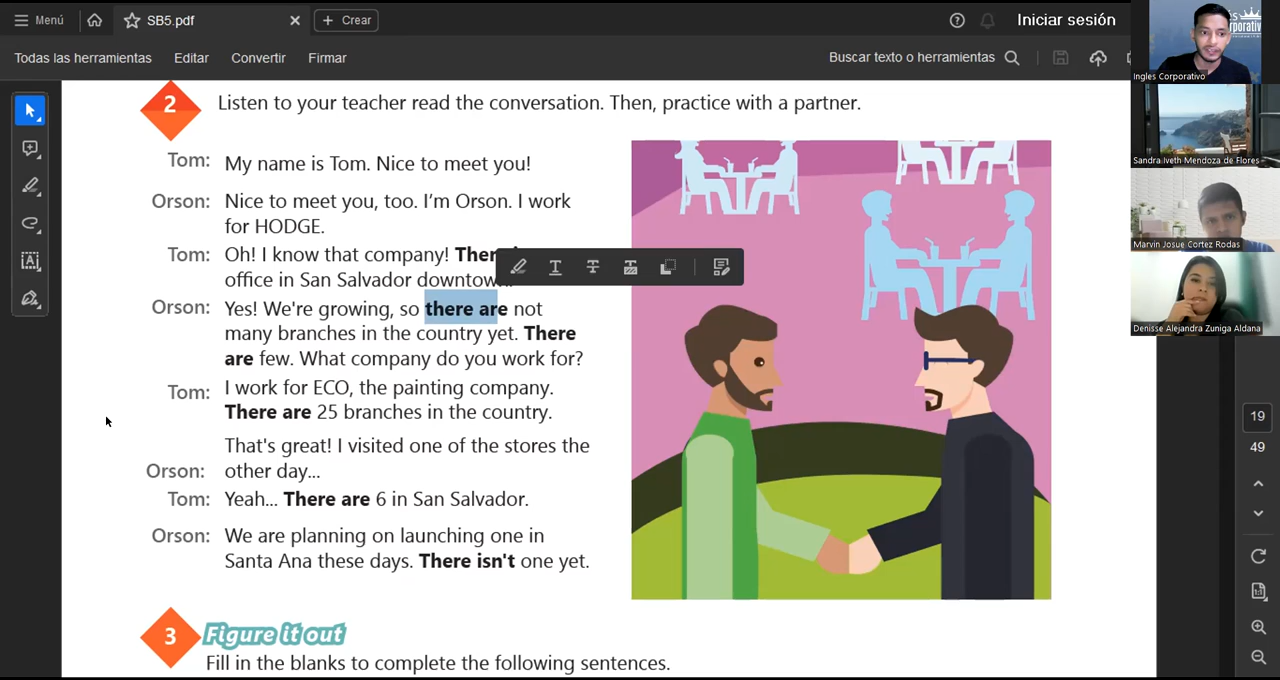 Menú
SB5.pdf
Crear
Iniciar sesión
Todas las herramientas
Editar
Convertir
Firmar
Buscar texto o herramientas
2
Listen to your teacher read the conversation. Then, practice with a partner.
Tom: My name is Tom. Nice to meet you!
Orson: Nice to meet you, too. I'm Orson. I work
for HODGE.
Tom: Oh! I know that company!
office in San Salvador downtown
Orson: Yes! We're growing, so there are not
many branches in the country yet. There
are few. What company do you work for?
Tom: I work for ECO, the painting company.
There are 25 branches in the country.
That's great! I visited one of the stores the
Orson: other day...
Tom: Yeah... There are 6 in San Salvador.
Orson: We are planning on launching one in
Santa Ana these days. There isn't one yet.
3
Figure it out
Fill in the blanks to complete the following sentences.
Ingles Corporativo
Sandra Iveth Mendoza de Flores
Marvin Josue Cortez Rodas
Denisse Alejandra Zuniga Aldana
19
49